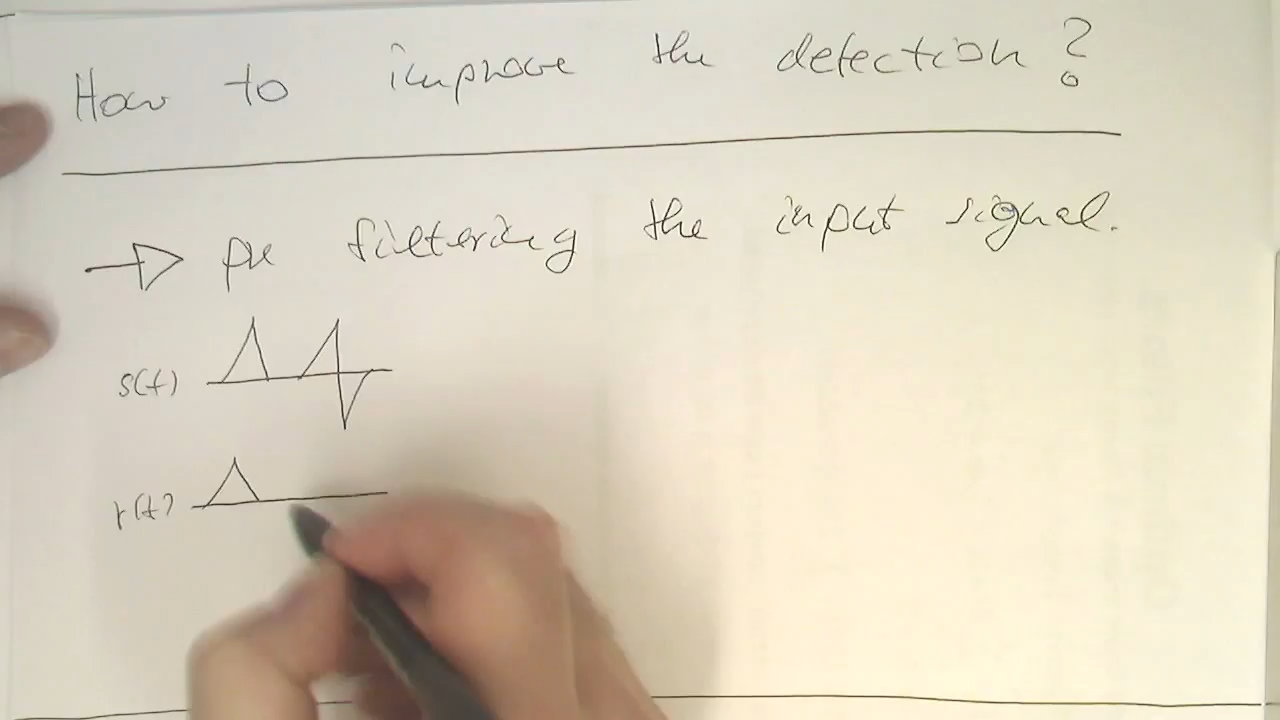 How to improve the detection?
pre filtering the input signal.
s(t)
r(t)